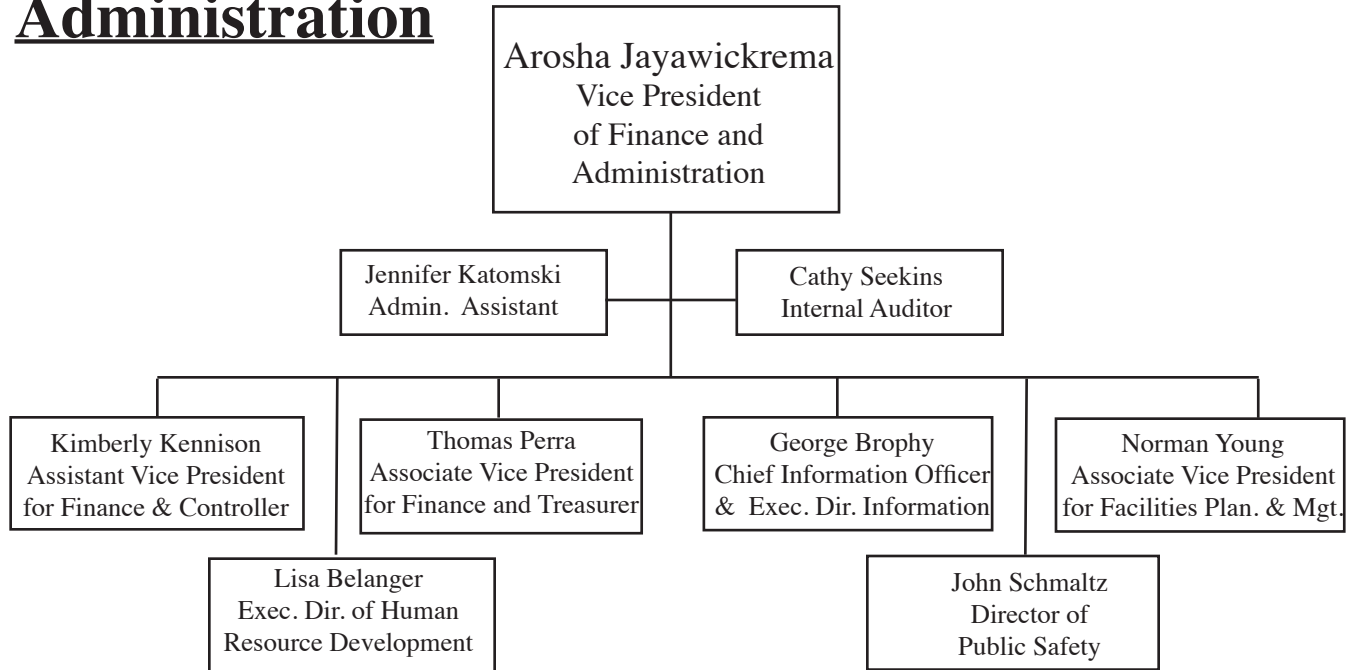 Administration
Arosha Jayawickrema
Vice President
of Finance and
Administration
Jennifer Katomski
Admin.  Assistant
Cathy Seekins
Internal Auditor
Kimberly Kennison
Assistant Vice President
for Finance & Controller
Thomas Perra
Associate Vice President
for Finance and Treasurer
George Brophy
Chief Information Officer
&  Exec. Dir. Information
Norman Young
Associate Vice President
for Facilities Plan. & Mgt.
Lisa Belanger
Exec. Dir. of Human
Resource Development
John Schmaltz
Director of
Public Safety